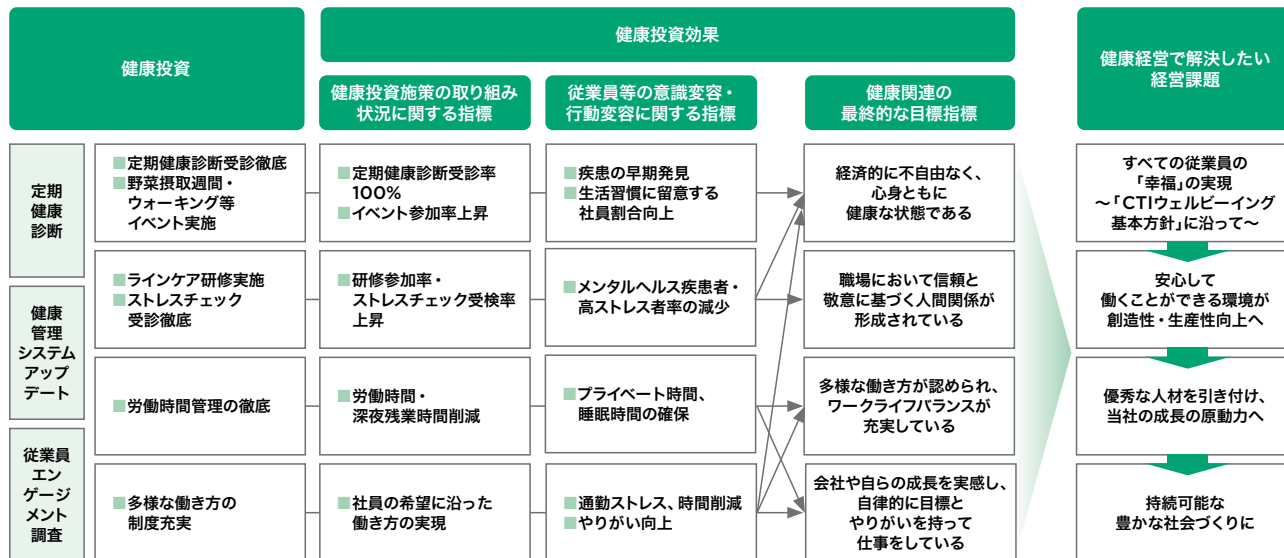 健康投資
健康投資効果
健康経営で解決したい
経営課題
健康投資施策の取り組み
状況に関する指標
従業員等の意識変容・
行動変容に関する指標
健康関連の
最終的な目標指標
定期
健康
診断
健康
管理
システム
アップ
デート
従業員
エン
ゲージ
メント
調査
■定期健康診断受診徹底
■野菜摂取週間・
ウォーキング等
イベント実施
■定期健康診断受診率
100%
■イベント参加率上昇
■疾患の早期発見
■生活習慣に留意する
社員割合向上
経済的に不自由なく、
心身ともに
健康な状態である
すべての従業員の
「幸福」の実現
～「CTIウェルビーイング
基本方針」に沿って～
■ラインケア研修実施
■ストレスチェック
受診徹底
■研修参加率・
ストレスチェック受検率
上昇
■メンタルヘルス疾患者・
高ストレス者率の減少
職場において信頼と
敬意に基づく人間関係が
形成されている
安心して
働くことができる環境が
創造性・生産性向上へ
■労働時間管理の徹底
■労働時間・
深夜残業時間削減
■プライベート時間、
睡眠時間の確保
多様な働き方が認められ、
ワークライフバランスが
充実している
優秀な人材を引き付け、
当社の成長の原動力へ
■多様な働き方の
制度充実
■社員の希望に沿った
働き方の実現
■通勤ストレス、時間削減
■やりがい向上
会社や自らの成長を実感し、
自律的に目標と
やりがいを持って
仕事をしている
持続可能な
豊かな社会づくりに